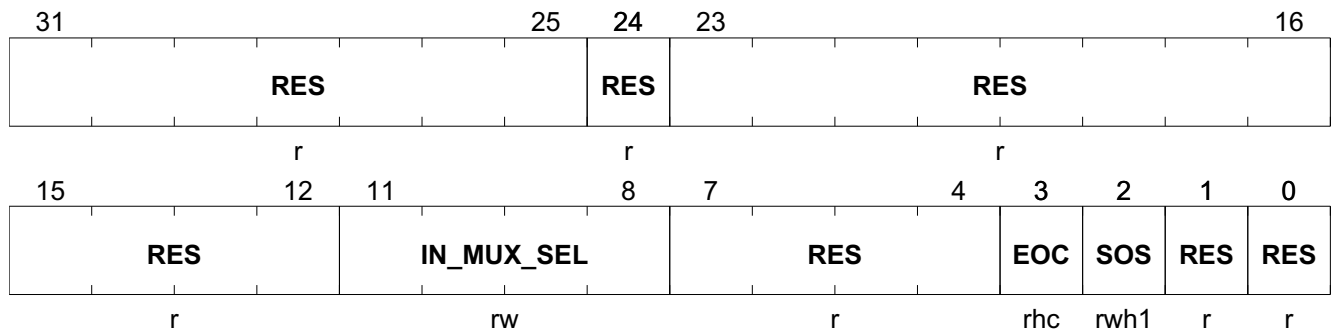 31 25 24 23 16
RES RES RES
r r r
15 12 11 8 7 4 3 2 1 0
RES IN_MUX_SEL RES EOC SOS RES RES
r rw r rhc rwh1 r r